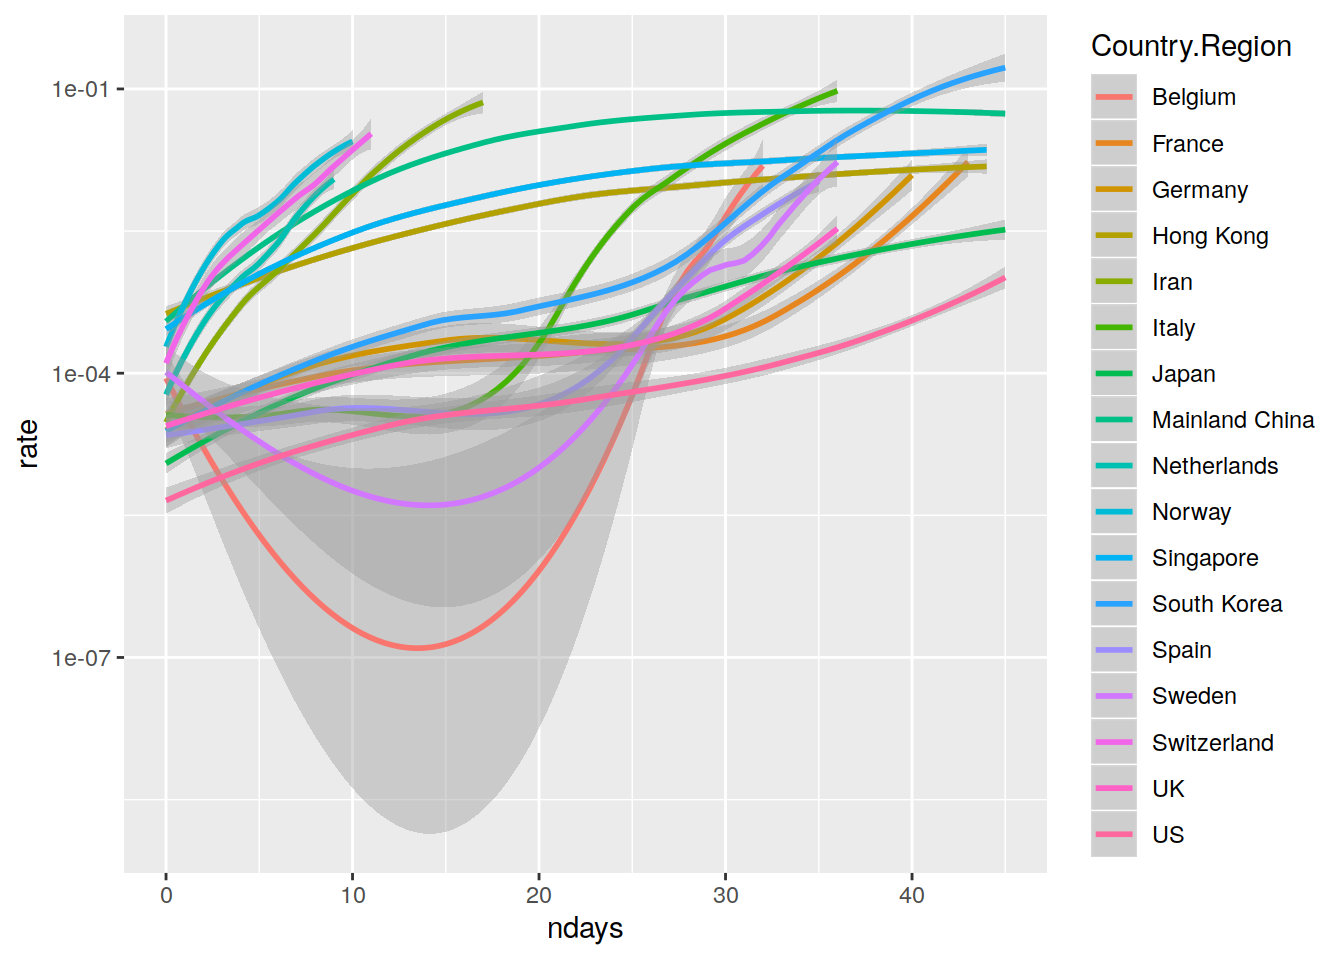 Country.Region
Belgium
France
Germany
Hong Kong
Iran
Italy
Japan
Mainland China
Netherlands
Norway
Singapore
South Korea
Spain
Sweden
Switzerland
UK
US
1e-01
1e-04
1e-07
rate
0 10 20 30 40
ndays